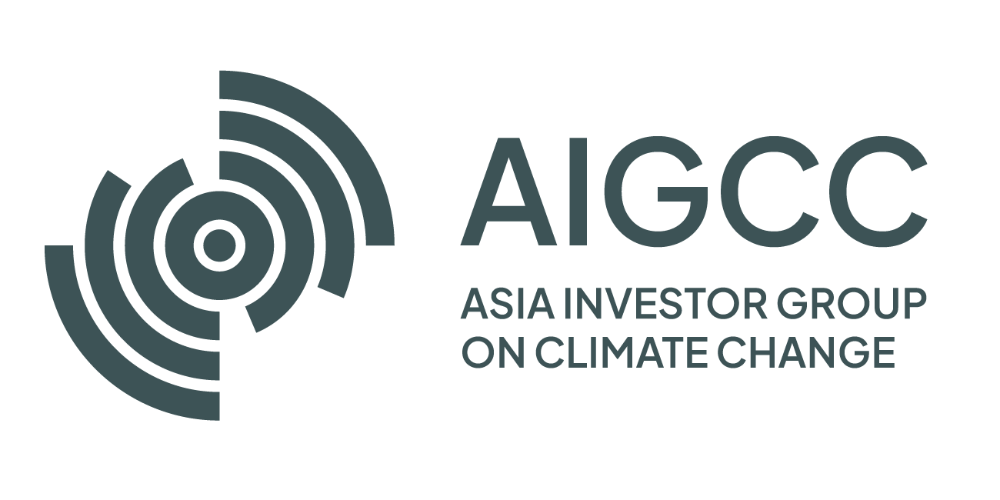 AIGCC
ASIA INVESTOR GROUP
ON CLIMATE CHANGE